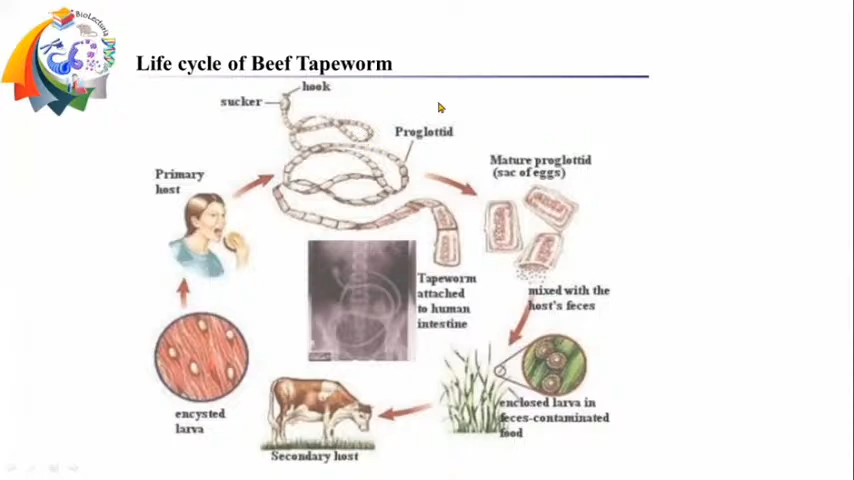 BioLecturia
Life cycle of Beef Tapeworm
hook
sucker
Proglottid
Mature proglottid
(sac of eggs)
Primary
host
Tapeworm
attached
to human
intestine
mixed with the
host's feces
encysted
larva
enclosed larva in
feces-contaminated
food
Secondary host